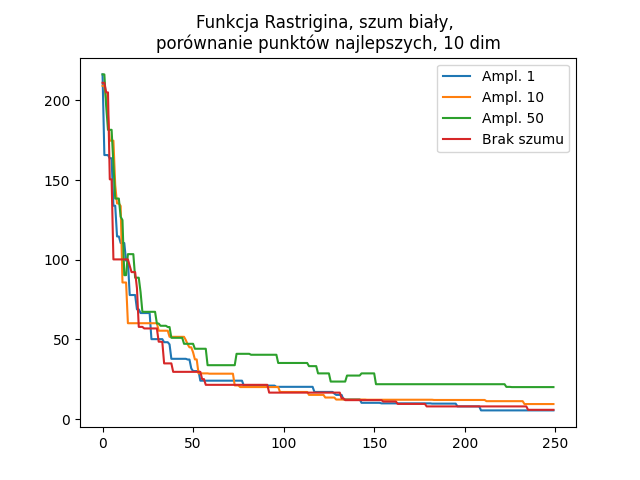 Funkcja Rastrigina, szum biały,
porównanie punktów najlepszych, 10 dim
Ampl. 1
Ampl. 10
Ampl. 50
Brak szumu
200
150
100
50
0
0 50 100 150 200 250